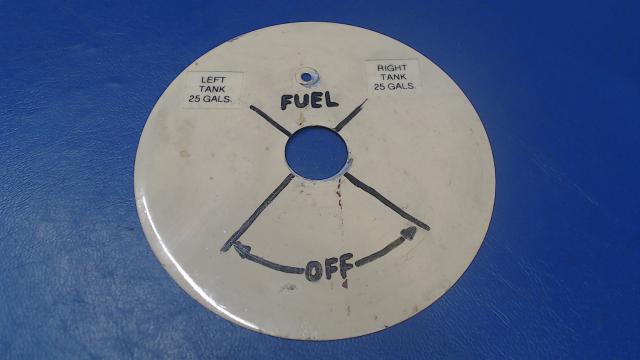 LEFT
TANK
25 GALS.
RIGHT
TANK
25 GALS.
FUEL
OFF